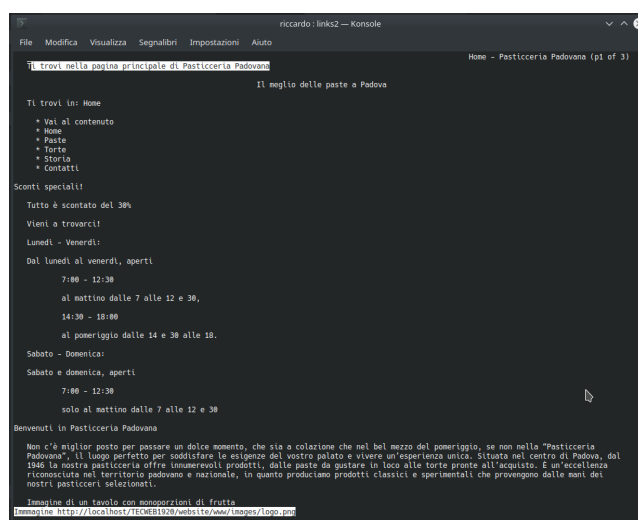 riccardo : links2 — Konsole
File Modifica Visualizza Segnalibri Impostazioni Aiuto
Home - Pasticceria Padovana (p1 of 3)
Ti trovi nella pagina principale di Pasticceria Padovana
Il meglio delle paste a Padova
Ti trovi in: Home
* Vai al contenuto
* Home
* Paste
* Torte
* Storia
* Contatti
Sconti speciali!
Tutto è scontato del 30%
Vieni a trovarci!
Lunedì - Venerdì:
Dal lunedì al venerdì, aperti
7:00 - 12:30
al mattino dalle 7 alle 12 e 30,
14:30 - 18:00
al pomeriggio dalle 14 e 30 alle 18.
Sabato - Domenica:
Sabato e domenica, aperti
7:00 - 12:30
solo al mattino dalle 7 alle 12 e 30
Benvenuti in Pasticceria Padovana
Non c'è miglior posto per passare un dolce momento, che sia a colazione che nel bel mezzo del pomeriggio, se non nella "Pasticceria
Padovana", il luogo perfetto per soddisfare le esigenze del vostro palato e vivere un'esperienza unica. Situata nel centro di Padova, dal
1946 la nostra pasticceria offre innumerevoli prodotti, dalle paste da gustare in loco alle torte pronte all'acquisto. È un'eccellenza
riconosciuta nel territorio padovano e nazionale, in quanto produciamo prodotti classici e sperimentali che provengono dalle mani dei
nostri pasticceri selezionati.
Immagine di un tavolo con monoporzioni di frutta
Immmagine http://localhost/TECWEB1920/website/www/images/logo.png